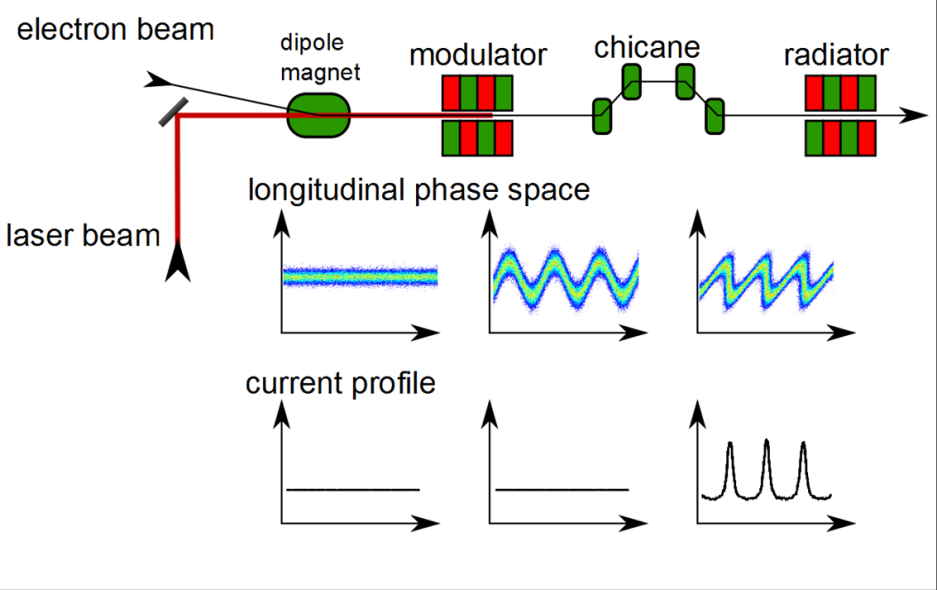 electron beam
dipole
magnet
modulator
chicane
radiator
longitudinal phase space
laser beam
current profile